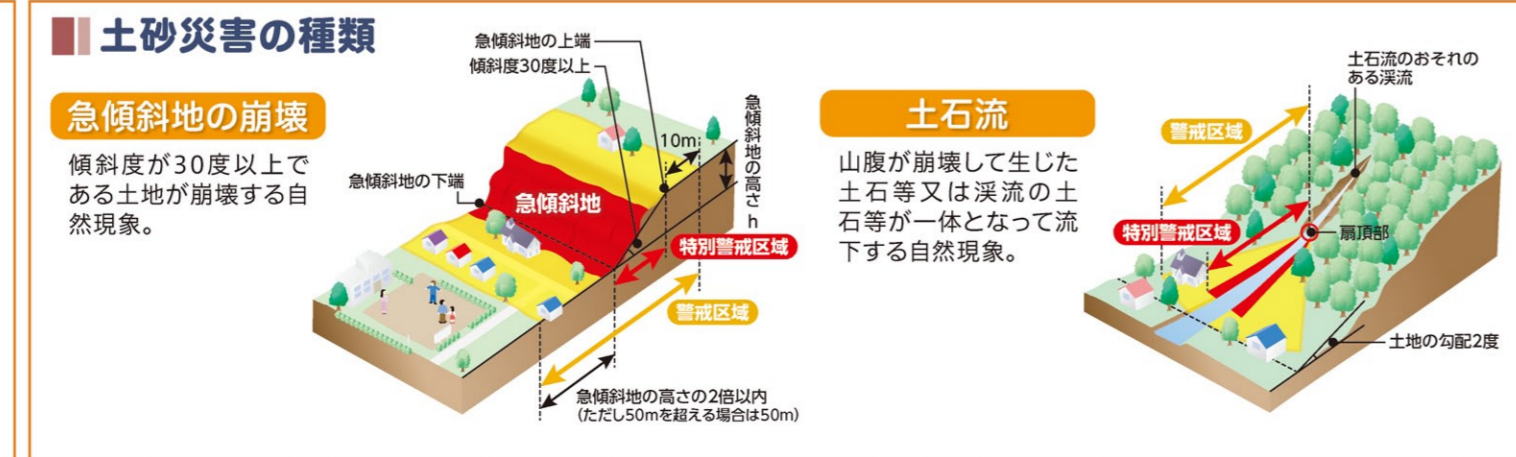 土砂災害の種類
急傾斜地の崩壊
傾斜度が30度以上で
ある土地が崩壊する自
然現象。
急傾斜地の上端
傾斜度30度以上
急傾斜地の下端
急傾斜地
10m
急傾斜地の高さh
特別警戒区域
警戒区域
急傾斜地の高さの2倍以内
(ただし50mを超える場合は50m)
土石流
山腹が崩壊して生じた
土石等又は渓流の土
石等が一体となって流
下する自然現象。
土石流のおそれの
ある渓流
警戒区域
特別警戒区域
扇頂部
土地の勾配2度